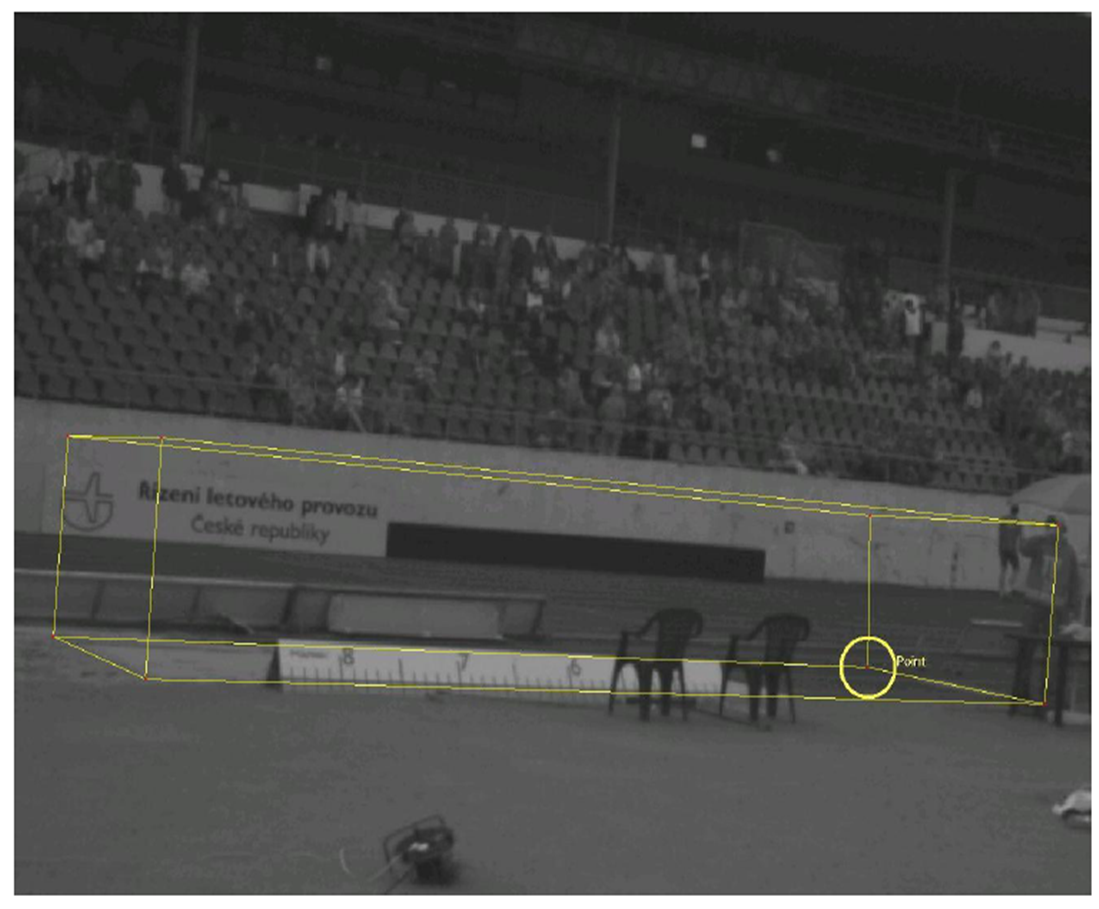 Řízení letového provozu
České republiky
8 7 6
Point